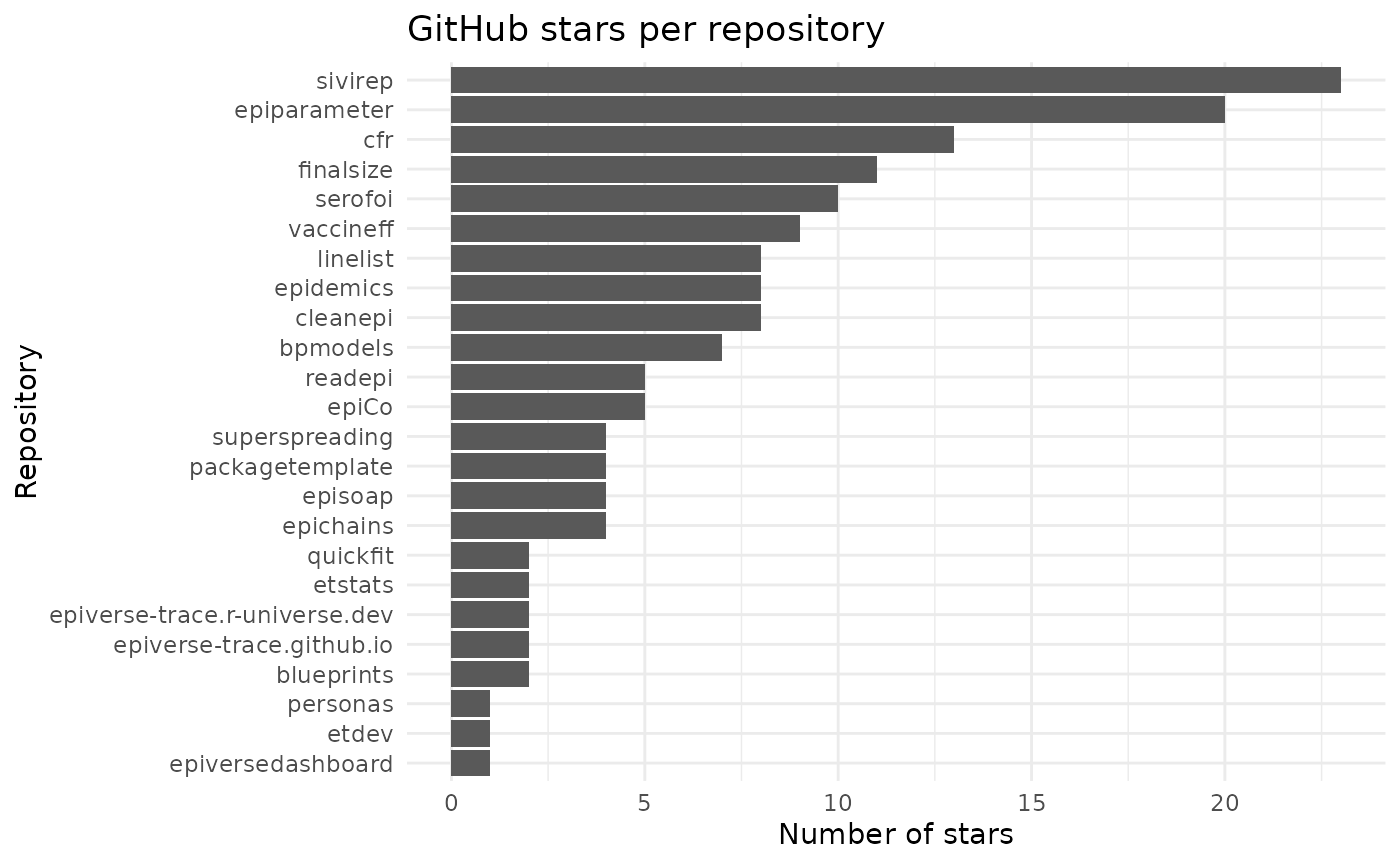 GitHub stars per repository
Repository
sivirep
epiparameter
cfr
finalsize
serofoi
vaccineff
linelist
epidemics
cleanepi
bpmodels
readepi
epiCo
superspreading
packagetemplate
episoap
epichains
quickfit
etstats
epiverse-trace.r-universe.dev
epiverse-trace.github.io
blueprints
personas
etdev
epiversedashboard
0 5 10 15 20
Number of stars